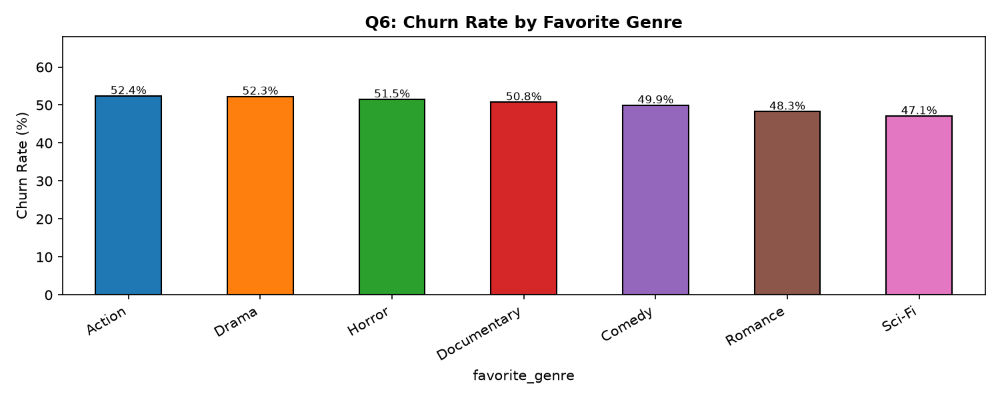 Q6: Churn Rate by Favorite Genre
Churn Rate (%)
60
50
40
30
20
10
0
52.4%
52.3%
51.5%
50.8%
49.9%
48.3%
47.1%
Action
Drama
Horror
Documentary
Comedy
Romance
Sci-Fi
favorite_genre